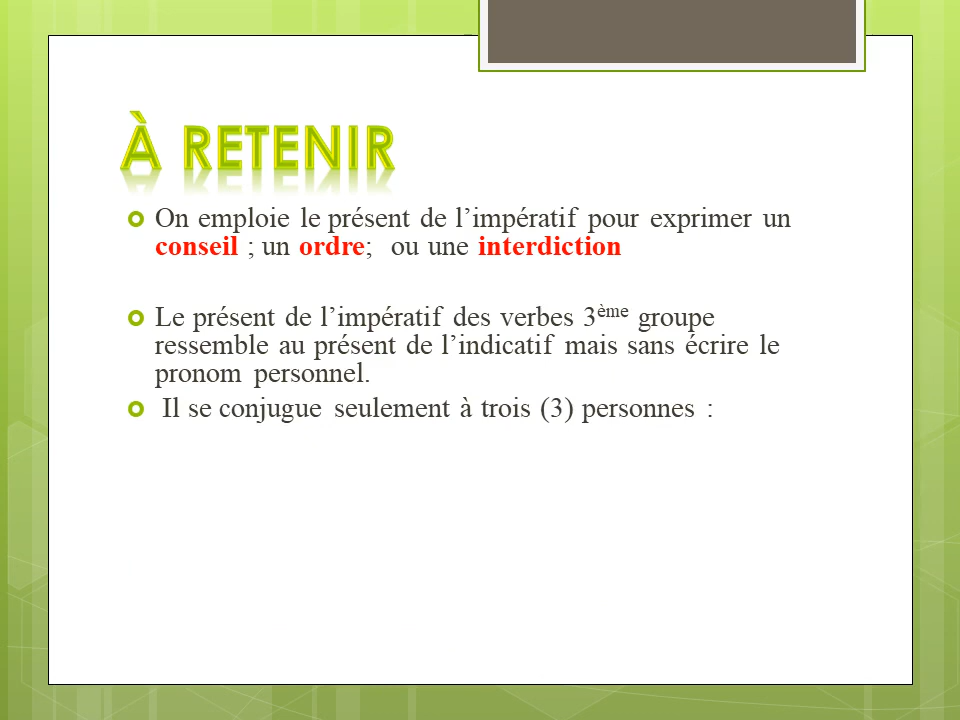 À RETENIR
On emploie le présent de l’impératif pour exprimer un
conseil ; un ordre;  ou une interdiction
Le présent de l’impératif des verbes 3ème groupe
ressemble au présent de l’indicatif mais sans écrire le
pronom personnel.
Il se conjugue seulement à trois (3) personnes :